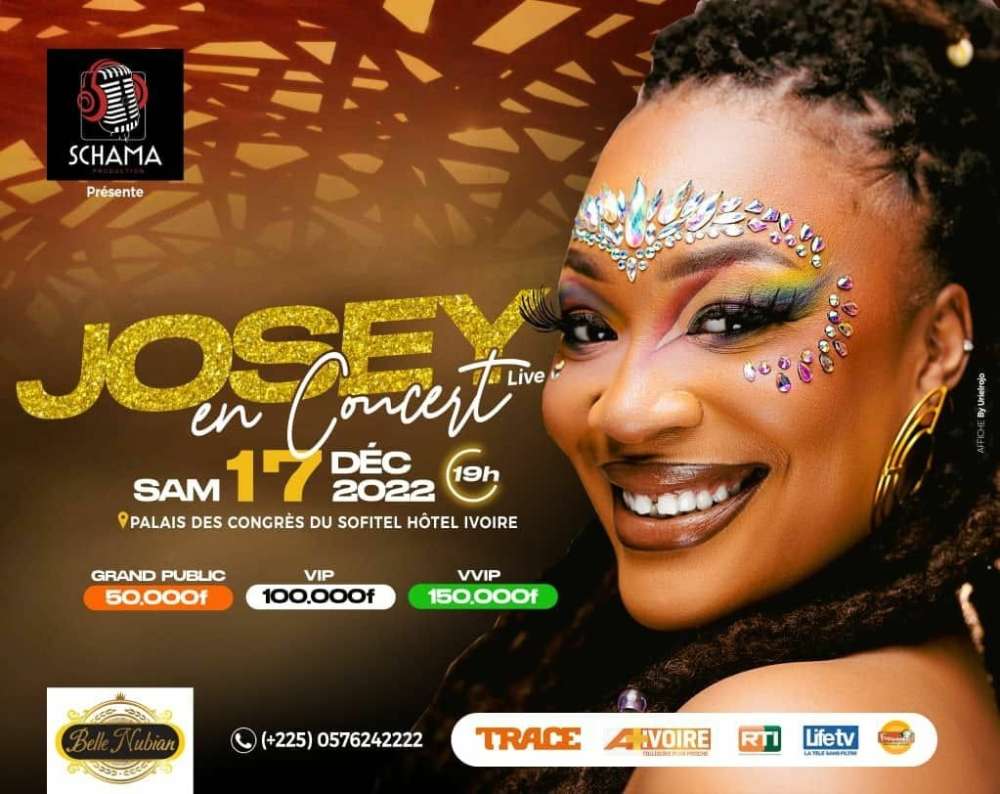 SCHAMA
PRODUCTION
Présente
JOSEY
en Concert Live
SAM 17 DÉC 2022 19h
PALAIS DES CONGRÈS DU SOFITEL HÔTEL IVOIRE
GRAND PUBLIC VIP VVIP
50.000f 100.000f 150.000f
Belle Nubian
(+225) 0576242222
TRACE A+IVOIRE RTI Lifetv
LA TÉLÉ SANS FILTRE
AFFICHE By Urielrojo